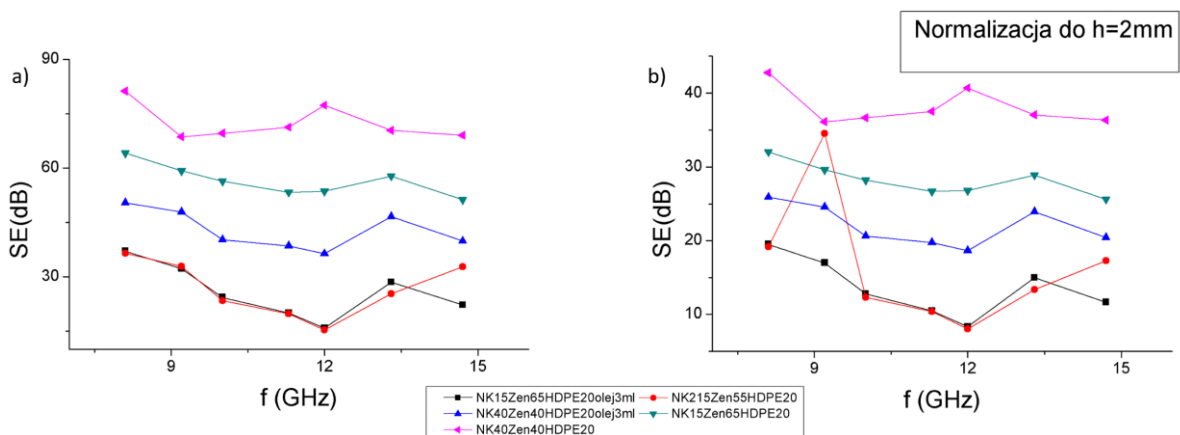 Normalizacja do h=2mm
a)
90
60
30
SE(dB)
9
12
15
f (GHz)
b)
40
30
20
10
SE(dB)
9
12
15
f (GHz)
NK15Zen65HDPE20olej3ml NK215Zen55HDPE20
NK40Zen40HDPE20olej3ml NK15Zen65HDPE20
NK40Zen40HDPE20